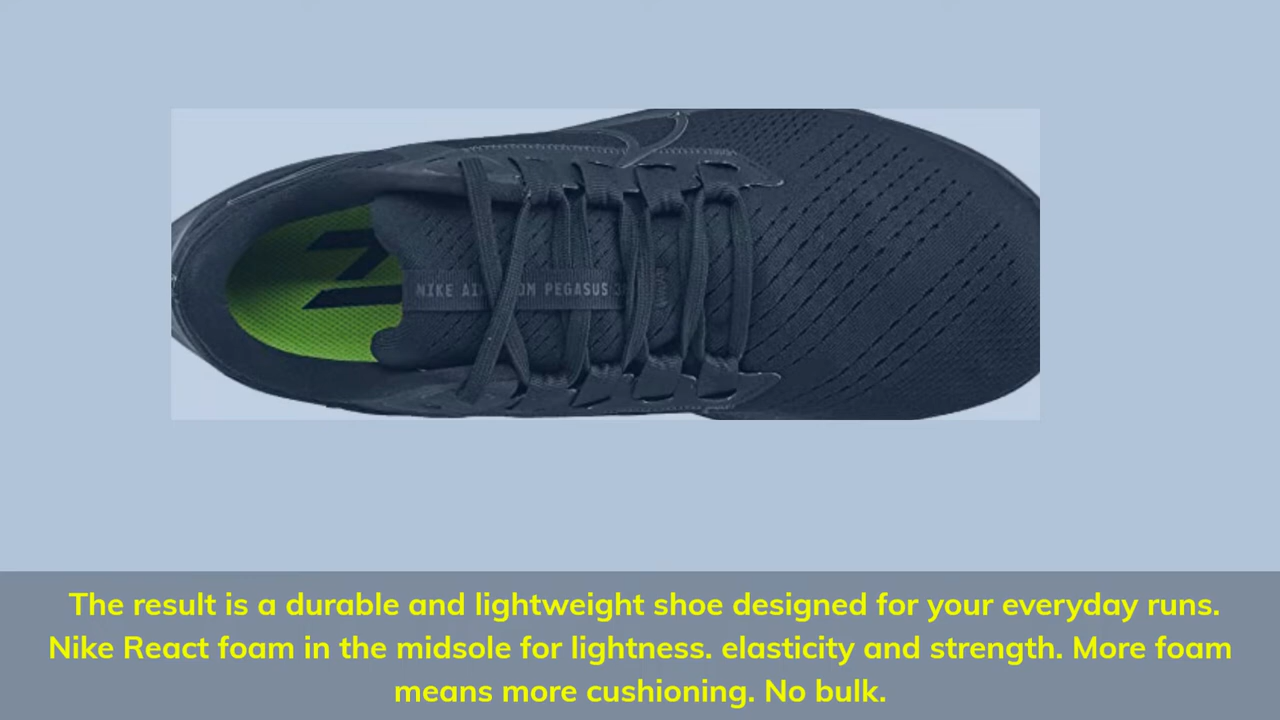 NIKE AI OM PEGASUS 3
The result is a durable and lightweight shoe designed for your everyday runs.
Nike React foam in the midsole for lightness. elasticity and strength. More foam
means more cushioning. No bulk.